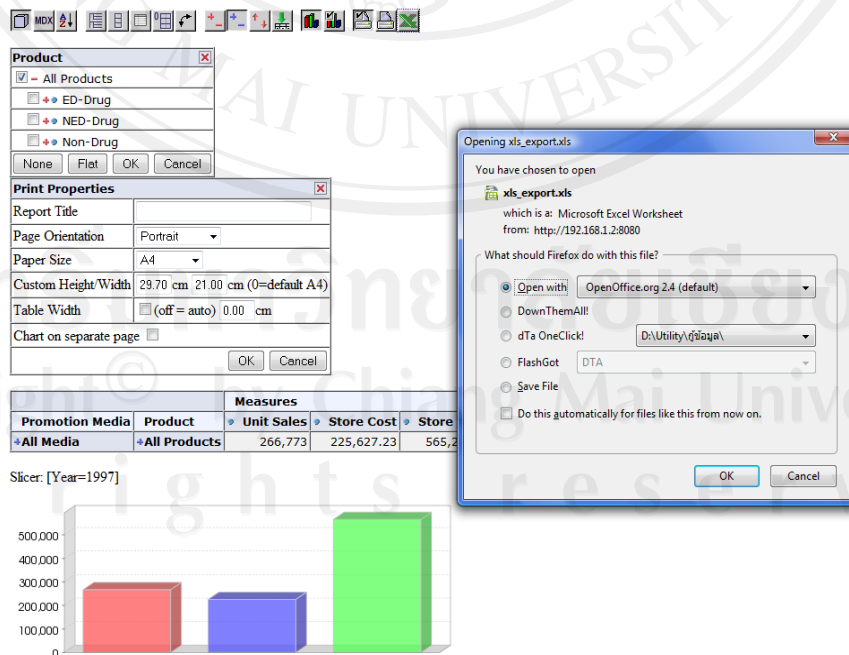 MDX
Product
All Products
ED-Drug
NED-Drug
Non-Drug
None Flat OK Cancel
Print Properties
Report Title
Page Orientation Portrait
Paper Size A4
Custom Height/Width 29.70 cm 21.00 cm (0=default A4)
Table Width (off = auto) 0.00 cm
Chart on separate page
OK Cancel
Measures
Promotion Media Product Unit Sales Store Cost Store
+All Media +All Products 266,773 225,627.23 565,2
Slicer: [Year=1997]
500,000
400,000
300,000
200,000
100,000
0
Opening xls_export.xls
You have chosen to open
xls_export.xls
which is a: Microsoft Excel Worksheet
from: http://192.168.1.2:8080
What should Firefox do with this file?
Open with OpenOffice.org 2.4 (default)
DownThemAll!
dTa OneClick! D:\Utility\กู้ข้อมูล\
FlashGot DTA
Save File
Do this automatically for files like this from now on.
OK Cancel
MAI UNIVERSIT
by Chiang Mai Univ
rights reserv